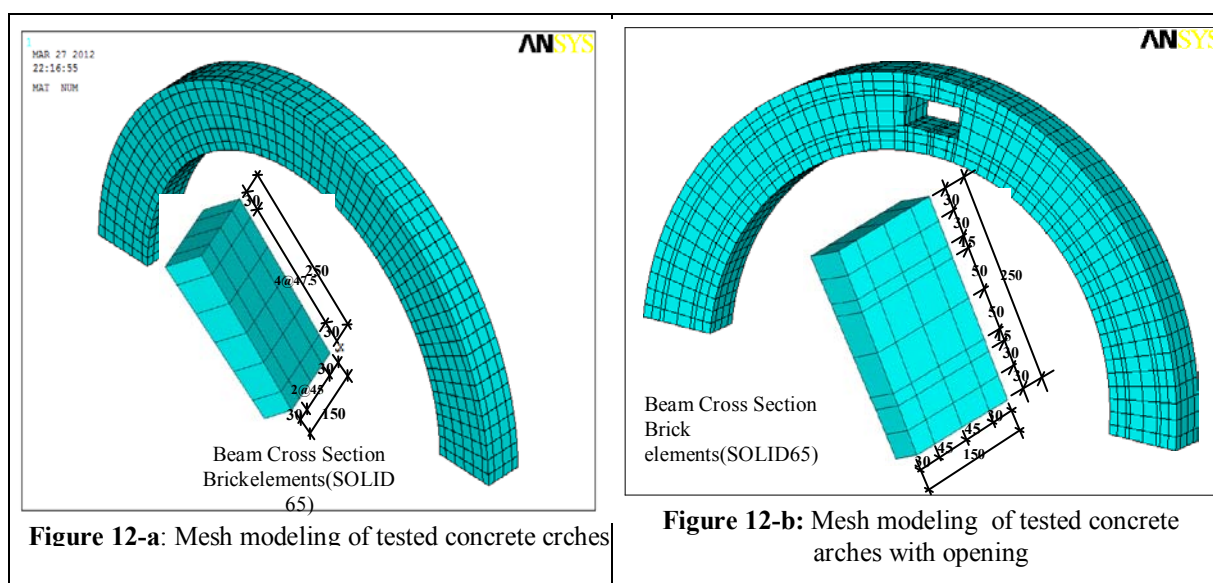 1
MAR 27 2012
22:16:55
MAT NUM
ANSYS
30
250
4@47.5
30
30
2@45
30
150
Beam Cross Section
Brickelements(SOLID
65)
Figure 12-a: Mesh modeling of tested concrete crches
ANSYS
30
30
15
50
250
50
15
30
30
30
45
45
30
150
Beam Cross Section
Brick
elements(SOLID65)
Figure 12-b: Mesh modeling of tested concrete
arches with opening